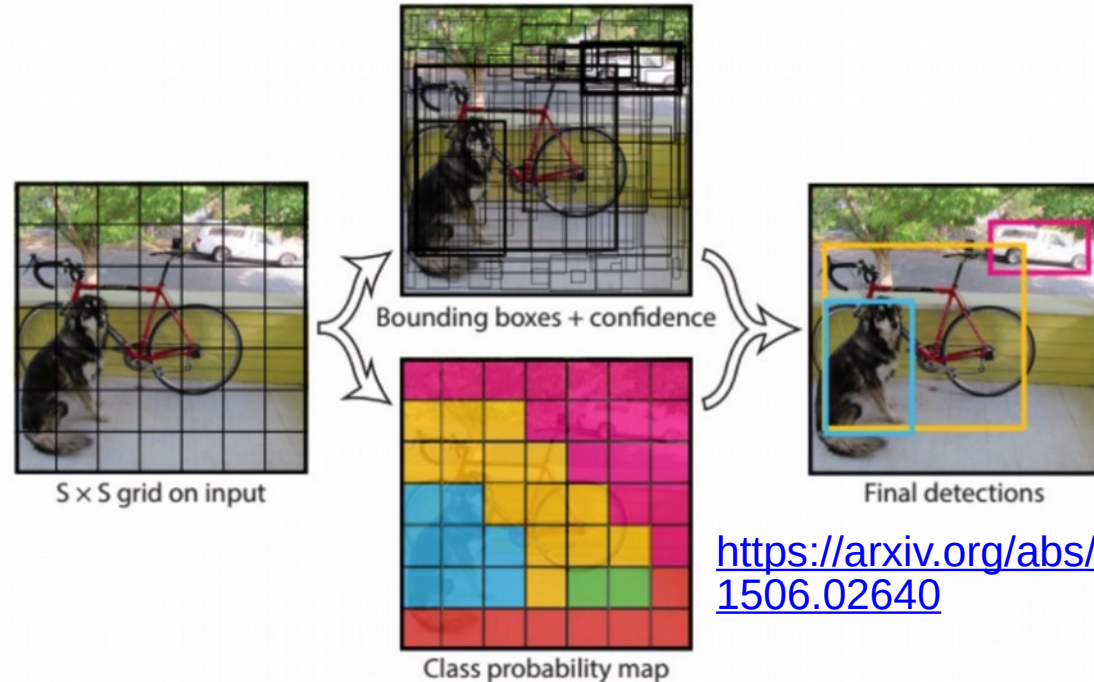 Bounding boxes + confidence
S × S grid on input
Final detections
https://arxiv.org/abs/
1506.02640
Class probability map